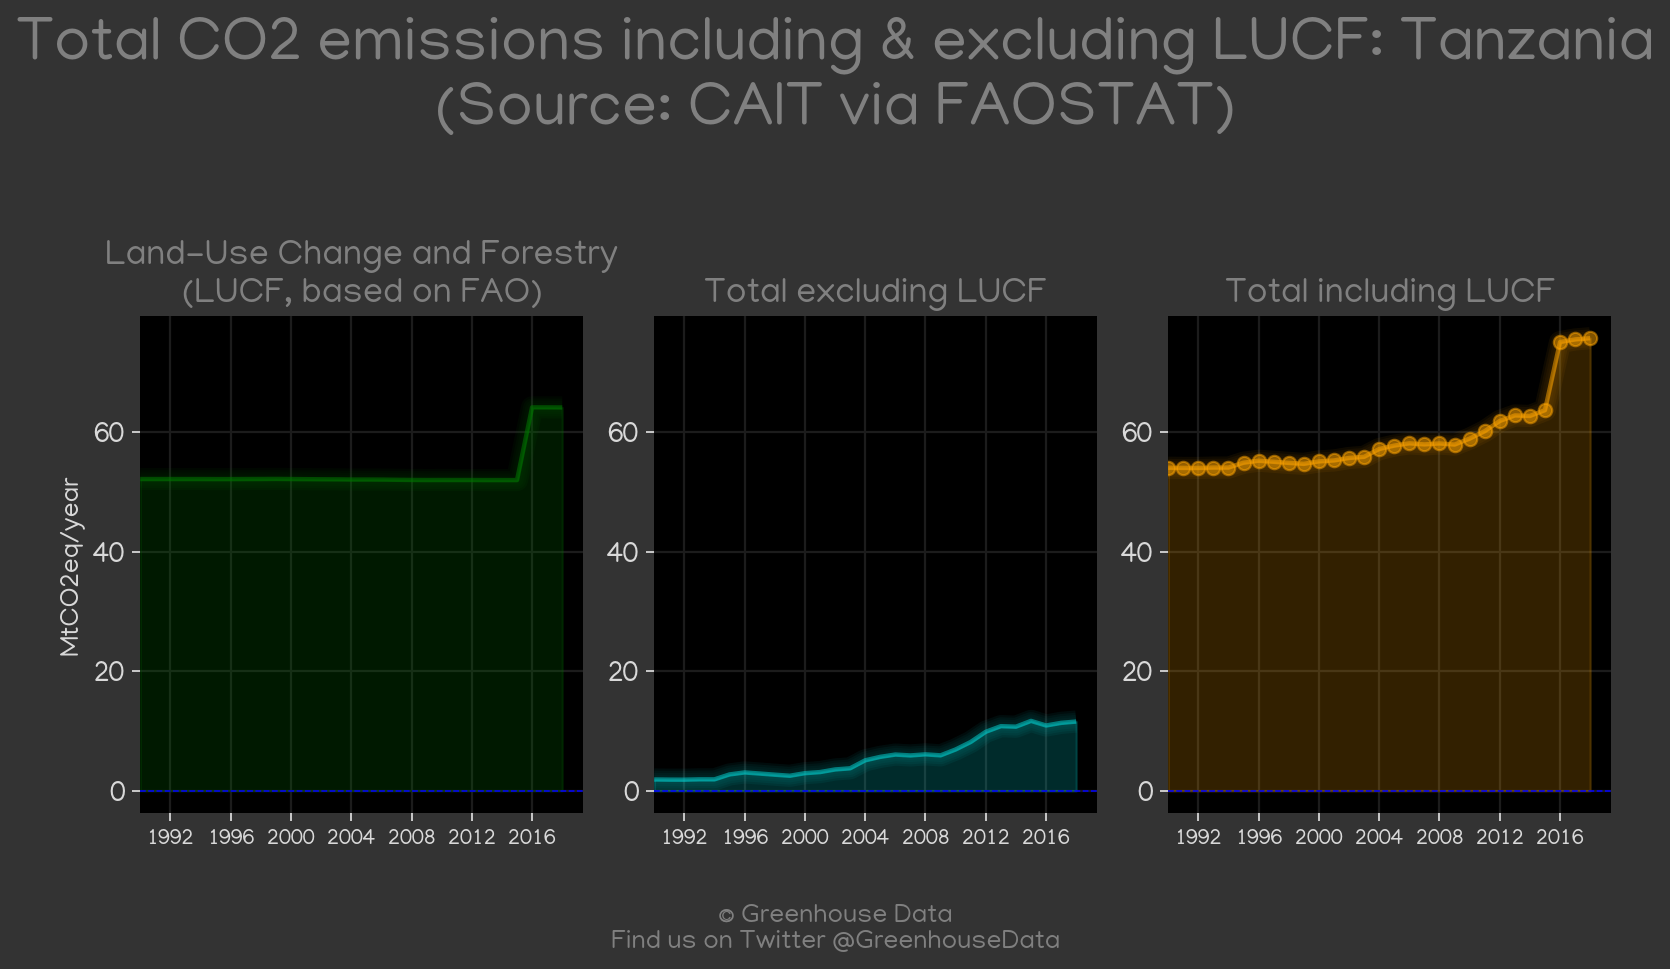 Total CO2 emissions including & excluding LUCF: Tanzania
(Source: CAIT via FAOSTAT)
Land-Use Change and Forestry
(LUCF, based on FAO)
Total excluding LUCF
Total including LUCF
MtCO2eq/year
60
40
20
0
1992 1996 2000 2004 2008 2012 2016
60
40
20
0
1992 1996 2000 2004 2008 2012 2016
60
40
20
0
1992 1996 2000 2004 2008 2012 2016
© Greenhouse Data
Find us on Twitter @GreenhouseData